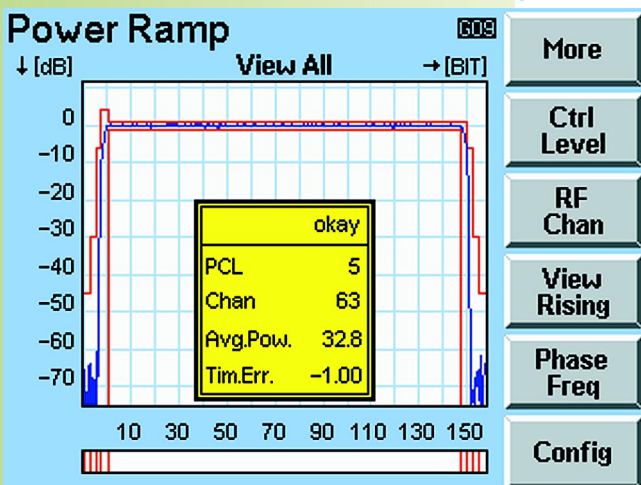 Power Ramp
G09
↓ [dB]
View All
→ [BIT]
0
-10
-20
-30
-40
-50
-60
-70
okay
PCL 5
Chan 63
Avg.Pow. 32.8
Tim.Err. -1.00
10 30 50 70 90 110 130 150
More
Ctrl
Level
RF
Chan
View
Rising
Phase
Freq
Config